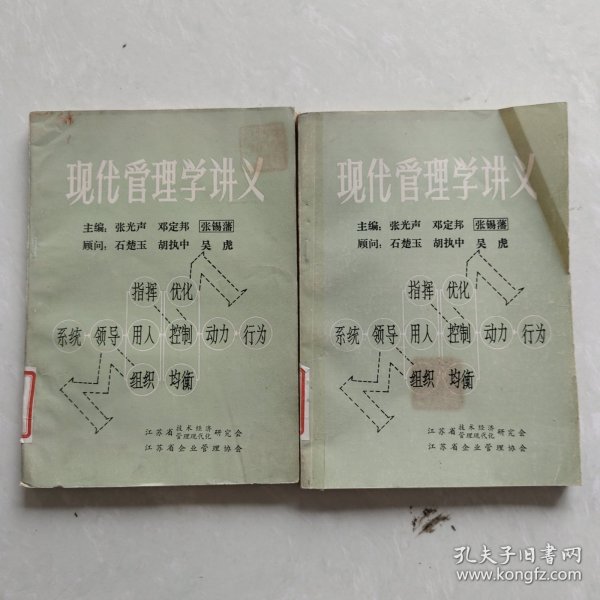 现代管理学讲义
主编：张光声 邓定邦 张锡藩
顾问：石楚玉 胡执中 吴虎
指挥 优化
系统 领导 用人 控制 动力 行为
组织 均衡
江苏省技术经济管理现代化研究会
江苏省企业管理协会
现代管理学讲义
主编：张光声 邓定邦 张锡藩
顾问：石楚玉 胡执中 吴虎
指挥 优化
系统 领导 用人 控制 动力 行为
组织 均衡
江苏省技术经济管理现代化研究会
江苏省企业管理协会
孔夫子旧书网
www.kongfz.com